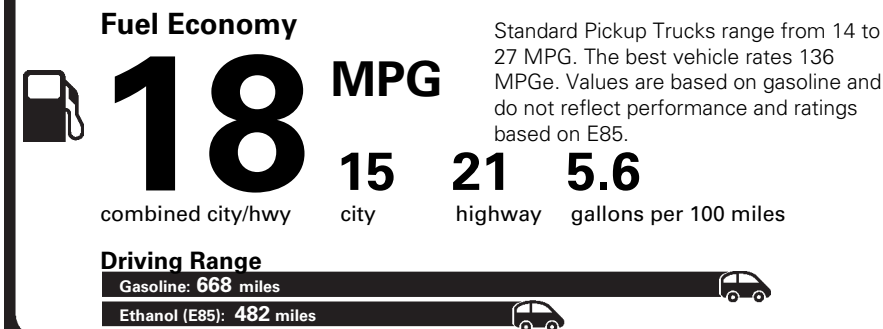 Fuel Economy
18 MPG
Standard Pickup Trucks range from 14 to
27 MPG. The best vehicle rates 136
MPGe. Values are based on gasoline and
do not reflect performance and ratings
based on E85.
15 21 5.6
combined city/hwy city highway gallons per 100 miles
Driving Range
Gasoline: 668 miles
Ethanol (E85): 482 miles